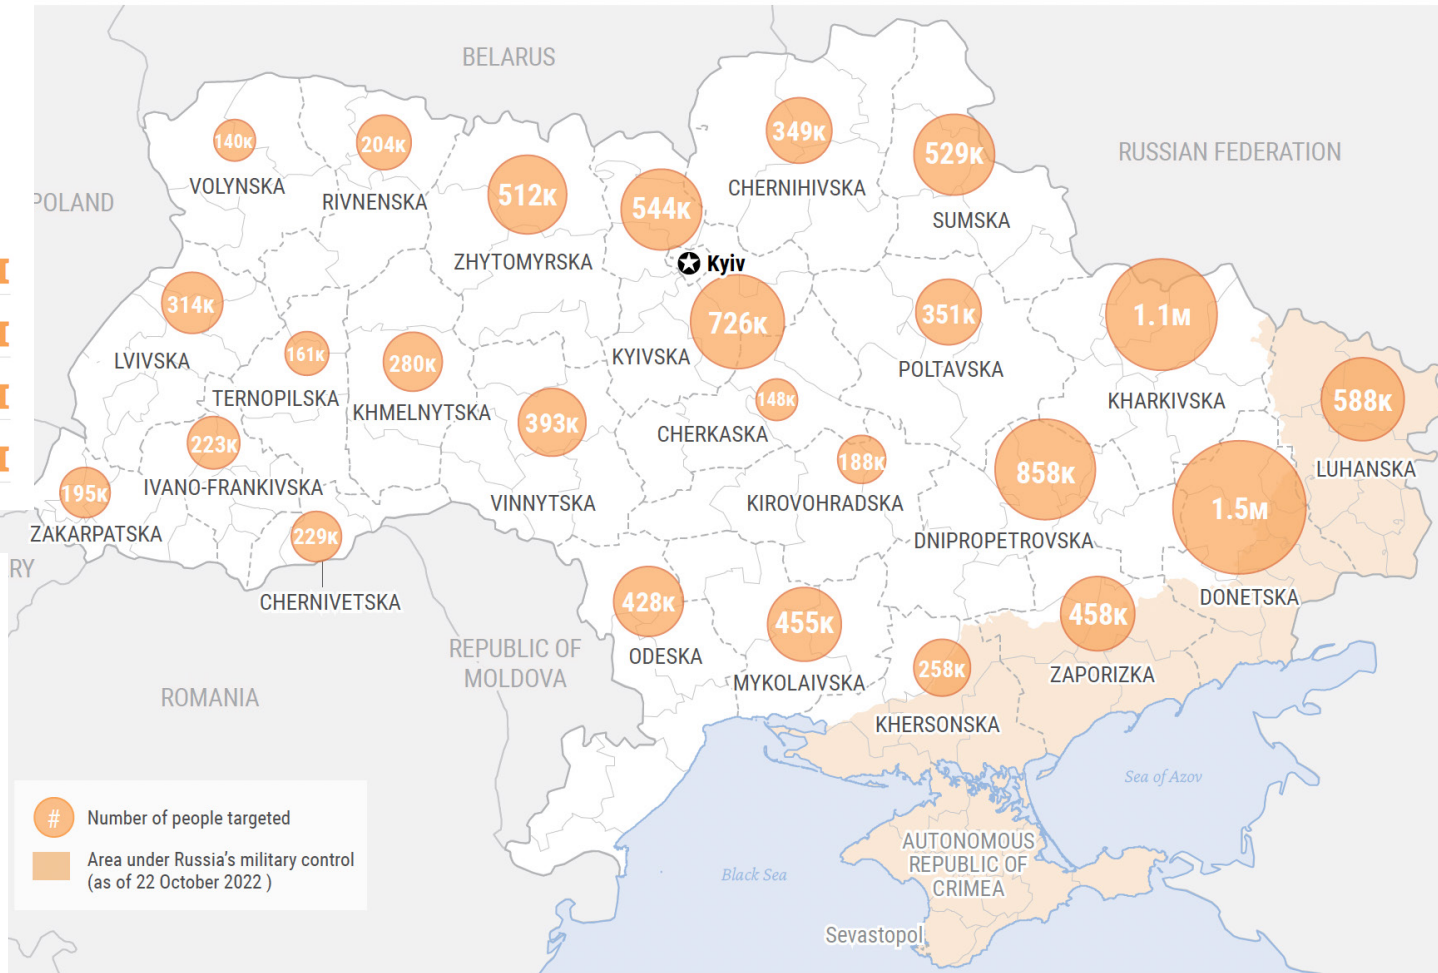 BELARUS
RUSSIAN FEDERATION
POLAND
140K
VOLYNSKA
204K
RIVNENSKA
512K
ZHYTOMYRSKA
544K
Kyiv
349K
CHERNIHIVSKA
529K
SUMSKA
314K
LVIVSKA
161K
TERNOPILSKA
280K
KHMELNYTSKA
393K
VINNYTSKA
726K
KYIVSKA
148K
CHERKASKA
351K
POLTAVSKA
1.1M
KHARKIVSKA
588K
LUHANSKA
223K
IVANO-FRANKIVSKA
195K
ZAKARPATSKA
229K
CHERNIVETSKA
188K
KIROVOHRADSKA
858K
DNIPROPETROVSKA
1.5M
DONETSKA
RY
428K
ODESKA
455K
MYKOLAIVSKA
258K
KHERSONSKA
458K
ZAPORIZKA
REPUBLIC OF
MOLDOVA
ROMANIA
Sea of Azov
Black Sea
AUTONOMOUS
REPUBLIC OF
CRIMEA
Sevastopol
#
Number of people targeted
Area under Russia's military control
(as of 22 October 2022 )